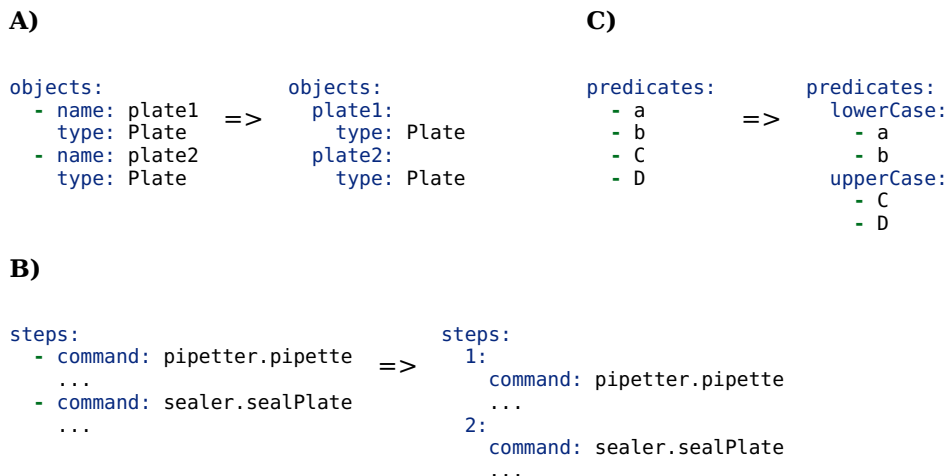 A)
objects:
  - name: plate1
    type: Plate
  - name: plate2
    type: Plate
=>
objects:
  plate1:
    type: Plate
  plate2:
    type: Plate
C)
predicates:
  - a
  - b
  - C
  - D
=>
predicates:
  lowerCase:
    - a
    - b
  upperCase:
    - C
    - D
B)
steps:
  - command: pipetter.pipette
    ...
  - command: sealer.sealPlate
    ...
=>
steps:
  1:
    command: pipetter.pipette
    ...
  2:
    command: sealer.sealPlate
    ...